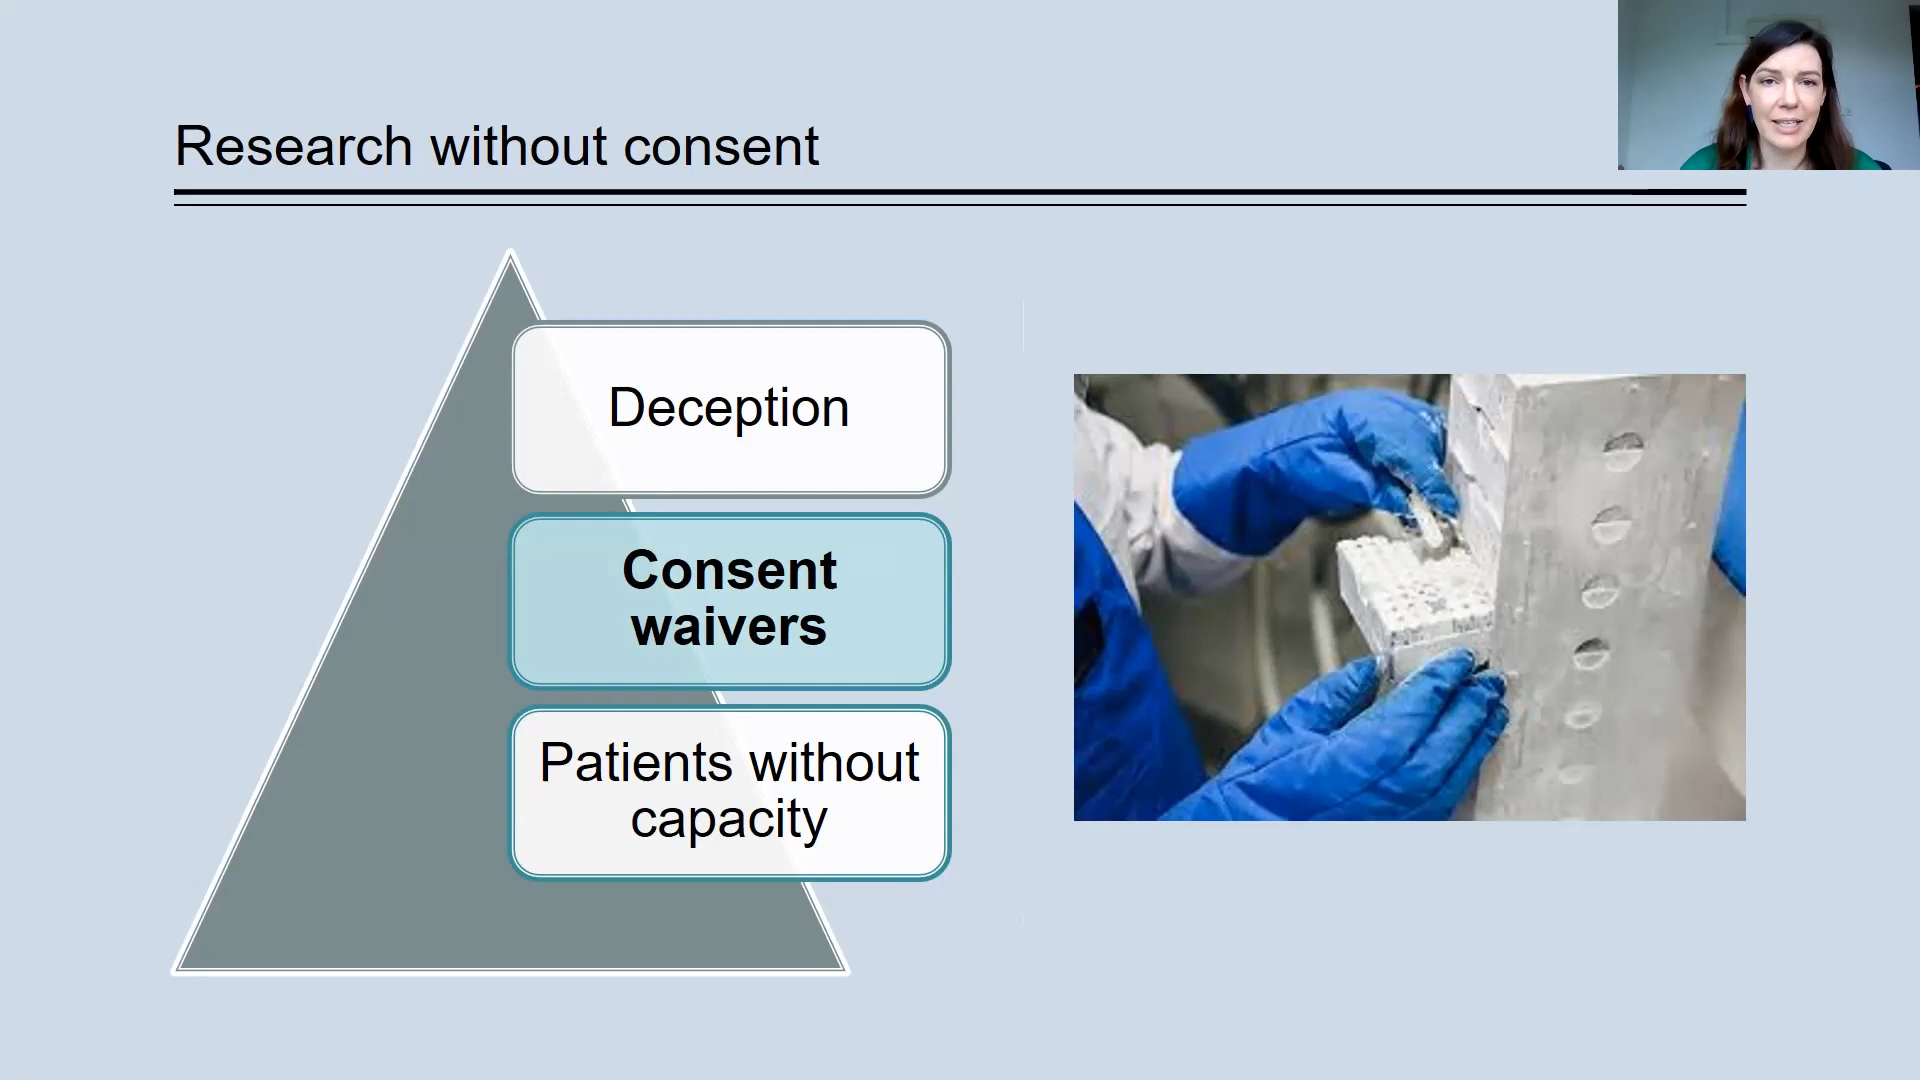 Research without consent
Deception
Consent
waivers
Patients without
capacity